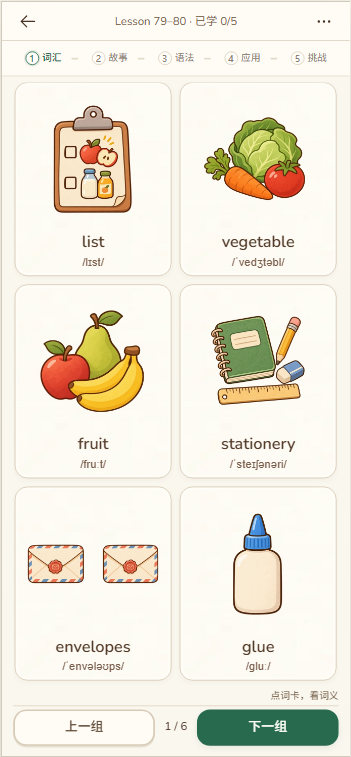 Lesson 79–80 · 已学 0/5
1 词汇 – 2 故事 – 3 语法 – 4 应用 – 5 挑战
list
/lɪst/
vegetable
/ˈvedʒtəbl/
fruit
/fruːt/
stationery
/ˈsteɪʃənəri/
envelopes
/ˈenvələʊps/
glue
/ɡluː/
点词卡，看词义
上一组
1 / 6
下一组